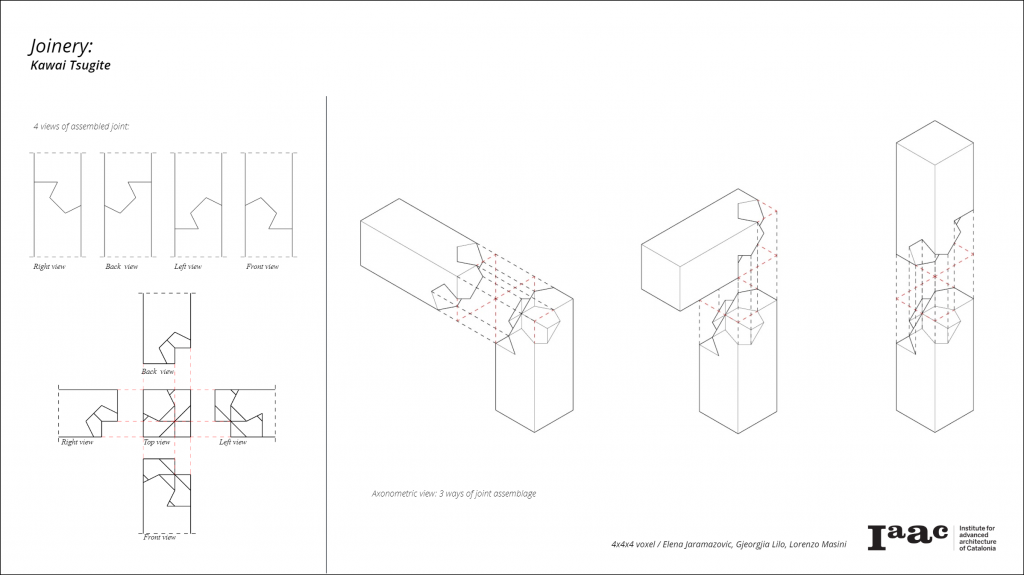 Joinery:
Kawai Tsugite
4 views of assembled joint:
Right view
Back view
Left view
Front view
Back view
Right view
Top view
Left view
Front view
Axonometric view: 3 ways of joint assemblage
4x4x4 voxel / Elena Jaramazovic, Gjeorgjia Lilo, Lorenzo Masini
Iaac
Institute for
advanced
architecture
of Catalonia